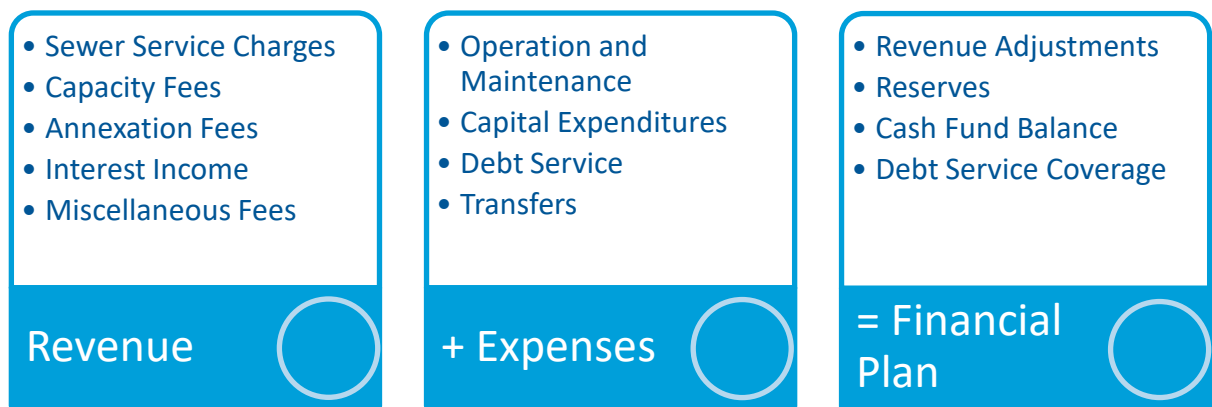 • Sewer Service Charges
• Capacity Fees
• Annexation Fees
• Interest Income
• Miscellaneous Fees
Revenue
• Operation and
Maintenance
• Capital Expenditures
• Debt Service
• Transfers
+ Expenses
• Revenue Adjustments
• Reserves
• Cash Fund Balance
• Debt Service Coverage
= Financial
Plan